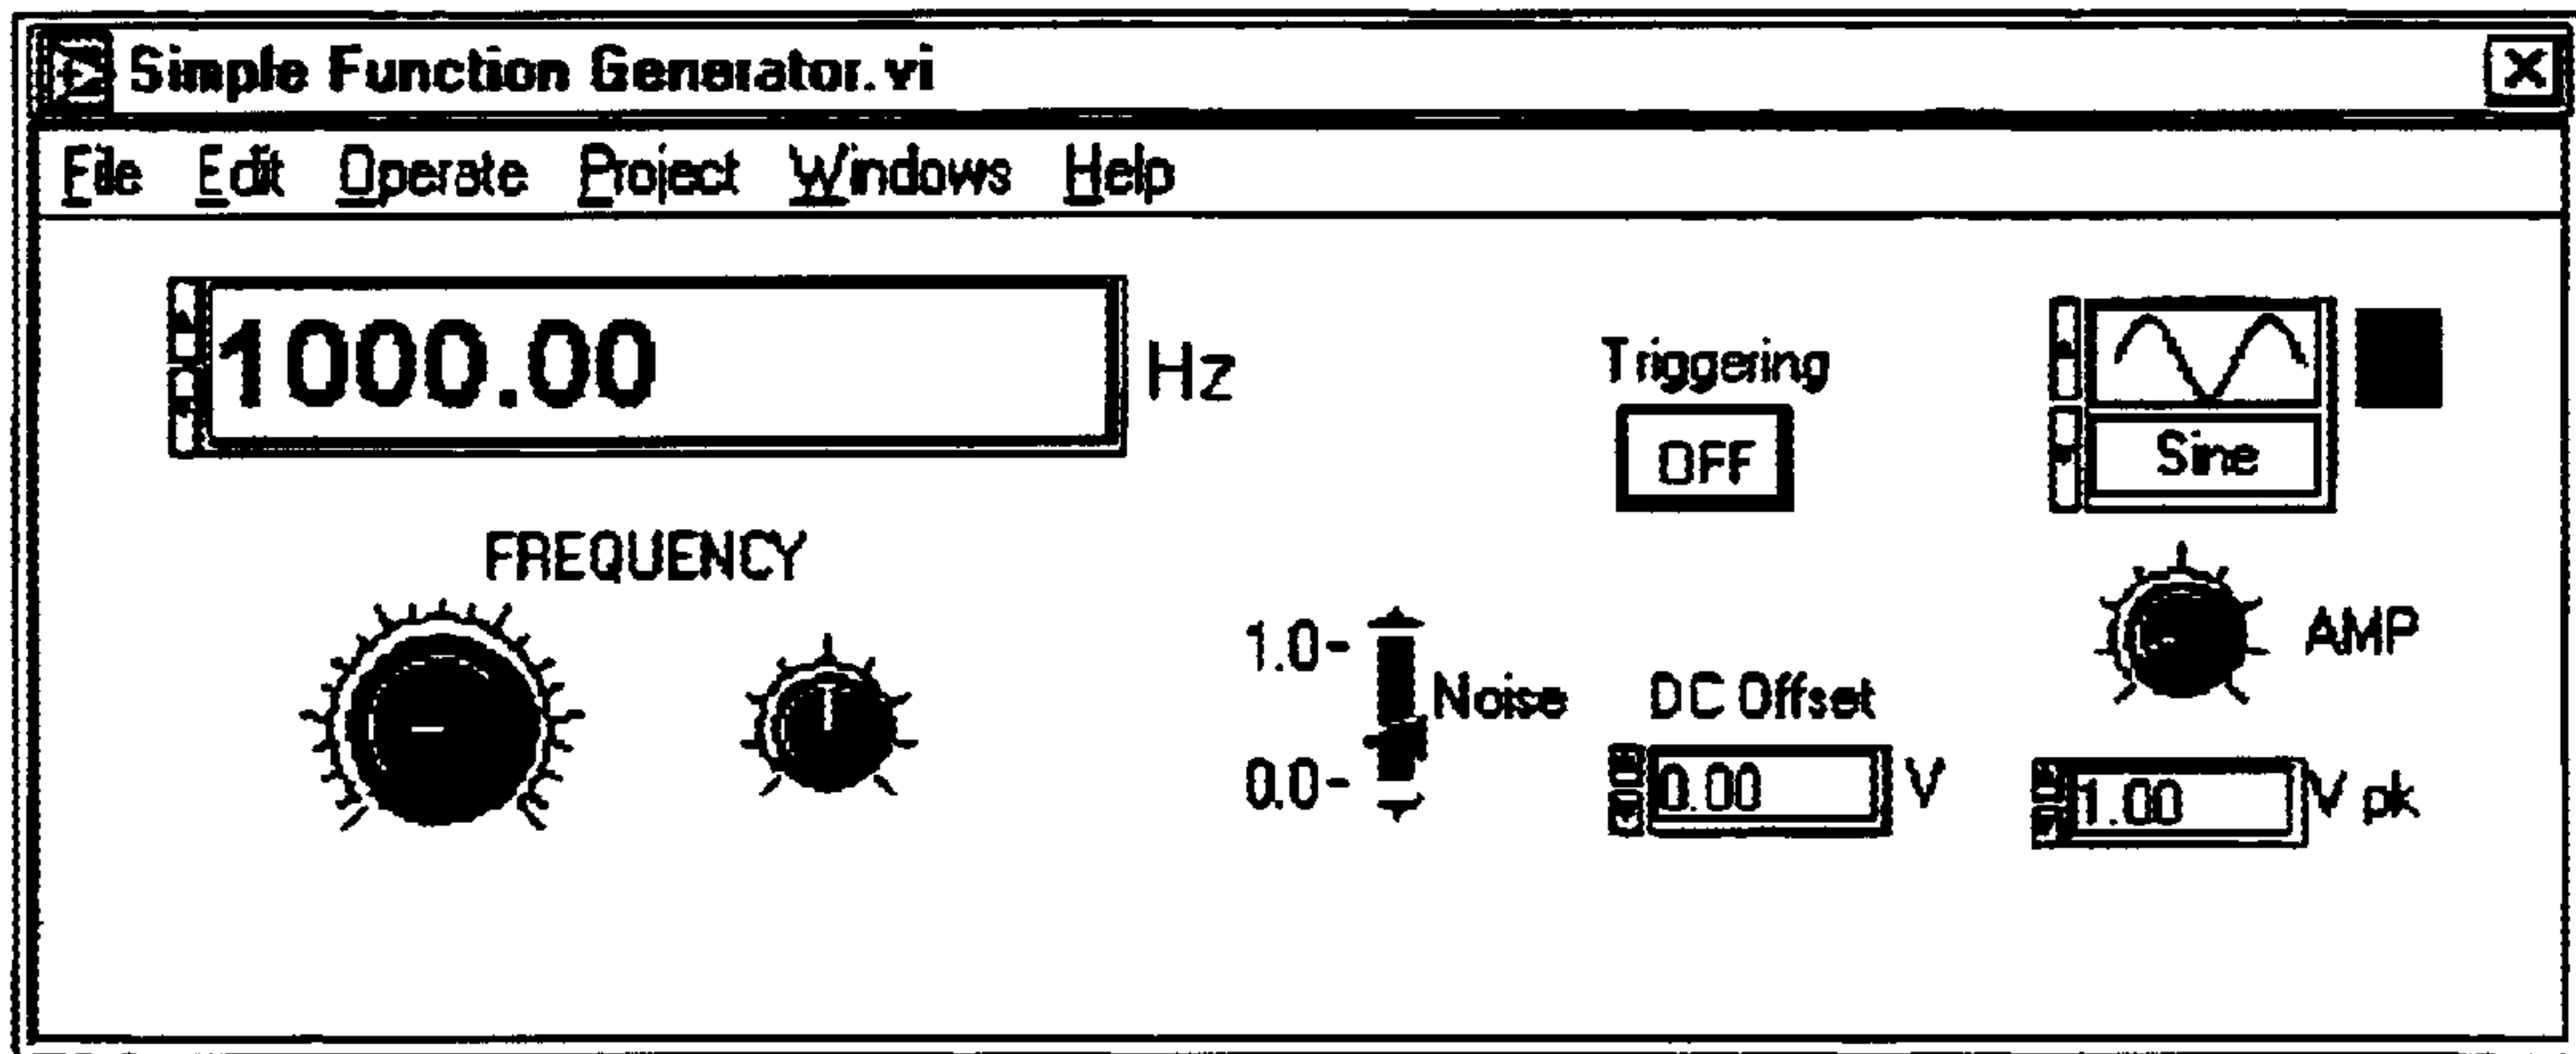 Simple Function Generator.vi
File Edit Operate Project Windows Help
1000.00 Hz
Triggering
OFF
Sine
FREQUENCY
AMP
1.0-
Noise
0.0-
DC Offset
0.00 V
1.00 V pk